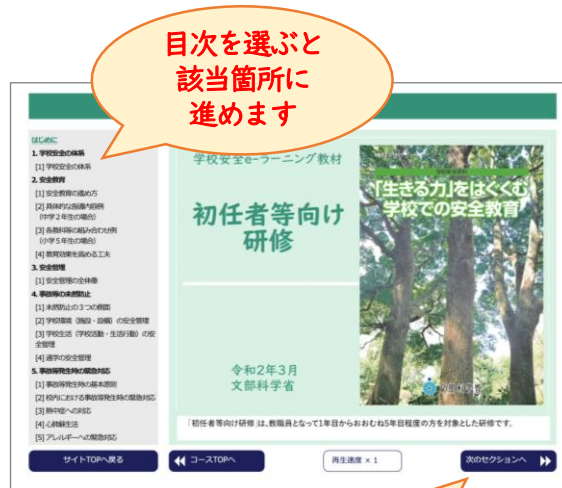 目次を選ぶと
該当箇所に
進めます
はじめに
1. 学校安全の体系
[1] 学校安全の体系
2. 安全教育
[1] 安全教育の進め方
[2] 具体的な指導内容例
(中学2年生の場合)
[3] 各教科等の組み合わせ例
(小学5年生の場合)
[4] 教育効果を高める工夫
3. 安全管理
[1] 安全管理の全体像
4. 事故等の未然防止
[1] 未然防止の3つの側面
[2] 学校環境(施設・設備)の安全管理
[3] 学校生活(学校活動・生活行動)の安
全管理
[4] 通学の安全管理
5. 事故等発生時の緊急対応
[1] 事故等発生時の基本原則
[2] 校内における事故等発生時の緊急対応
[3] 熱中症への対応
[4] 心肺蘇生法
[5] アレルギーへの緊急対応
学校安全e-ラーニング教材
初任者等向け
研修
令和2年3月
文部科学省
学校安全資料
「生きる力」をはぐくむ
学校での安全教育
文部科学省
「初任者等向け研修」は、教職員となって1年目からおおむね5年目程度の方を対象とした研修です。
サイトTOPへ戻る
コースTOPへ
再生速度 × 1
次のセクションへ